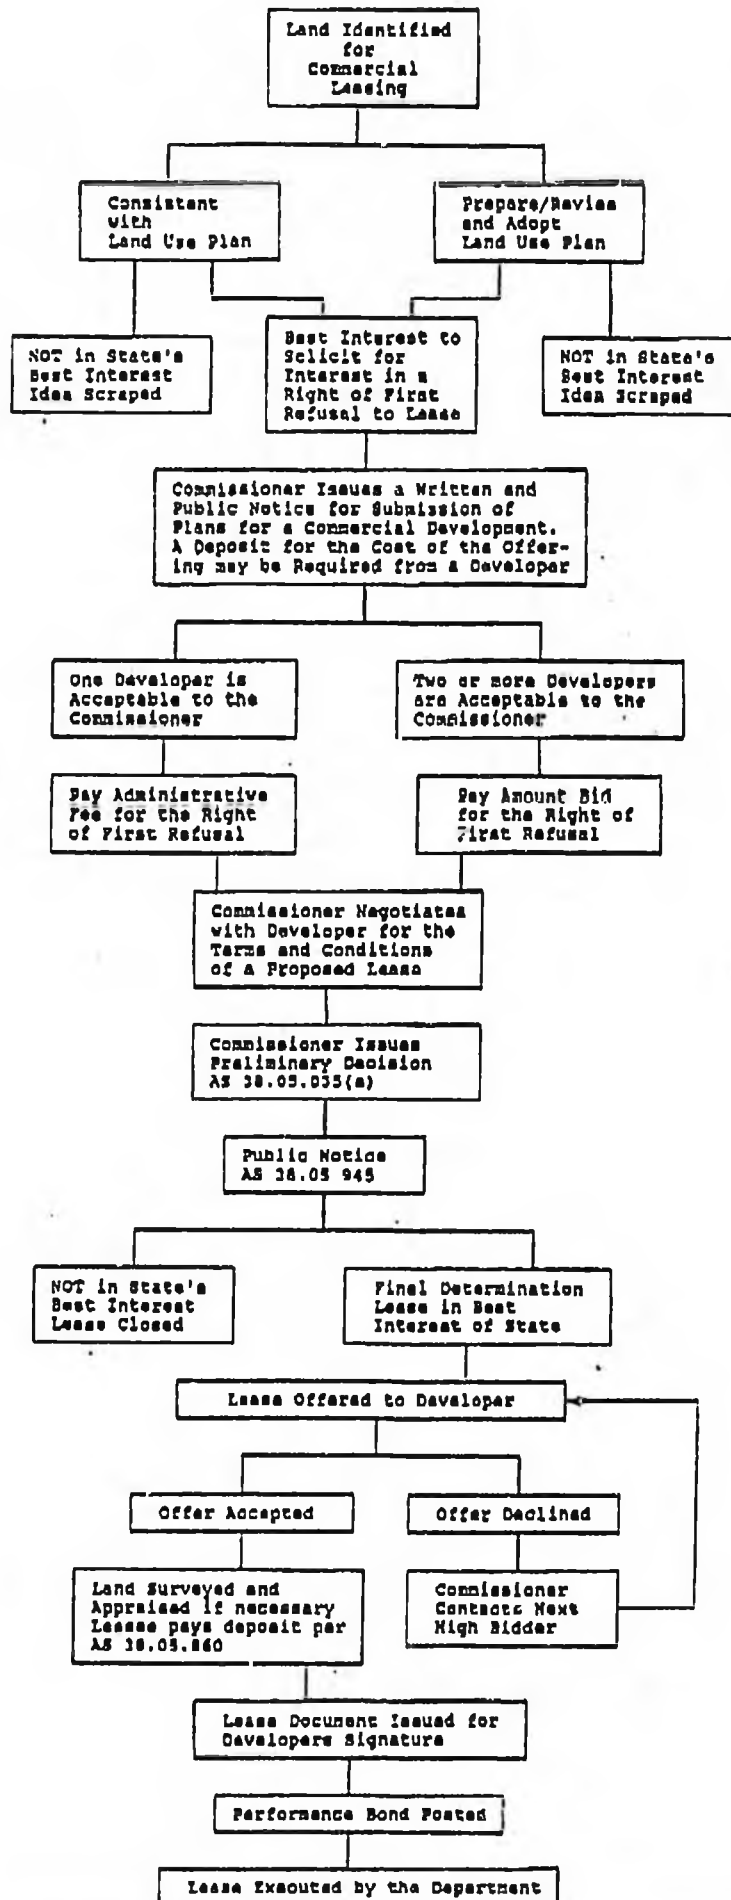 Land Identified
for
Commercial
Leasing
Consistent
with
Land Use Plan
Prepare/Revise
and Adopt
Land Use Plan
NOT in State's
Best Interest
Idea Scraped
Best Interest to
Solicit for
Interest in a
Right of First
Refusal to Lease
NOT in State's
Best Interest
Idea Scraped
Commissioner Issues a Written and
Public Notice for Submission of
Plans for a Commercial Development.
A Deposit for the Cost of the Offer-
ing may be Required from a Developer
One Developer is
Acceptable to the
Commissioner
Two or more Developers
are Acceptable to the
Commissioner
Pay Administrative
Fee for the Right
of First Refusal
Pay Amount Bid
for the Right of
First Refusal
Commissioner Negotiates
with Developer for the
Terms and Conditions
of a Proposed Lease
Commissioner Issues
Preliminary Decision
AS 38.05.035(a)
Public Notice
AS 38.05 945
NOT in State's
Best Interest
Lease Closed
Final Determination
Lease in Best
Interest of State
Lease Offered to Developer
Offer Accepted
Offer Declined
Land Surveyed and
Appraised if necessary
Lessee pays deposit per
AS 38.05.860
Commissioner
Contacts Next
High Bidder
Lease Document Issued for
Developers Signature
Performance Bond Posted
Lease Executed by the Department